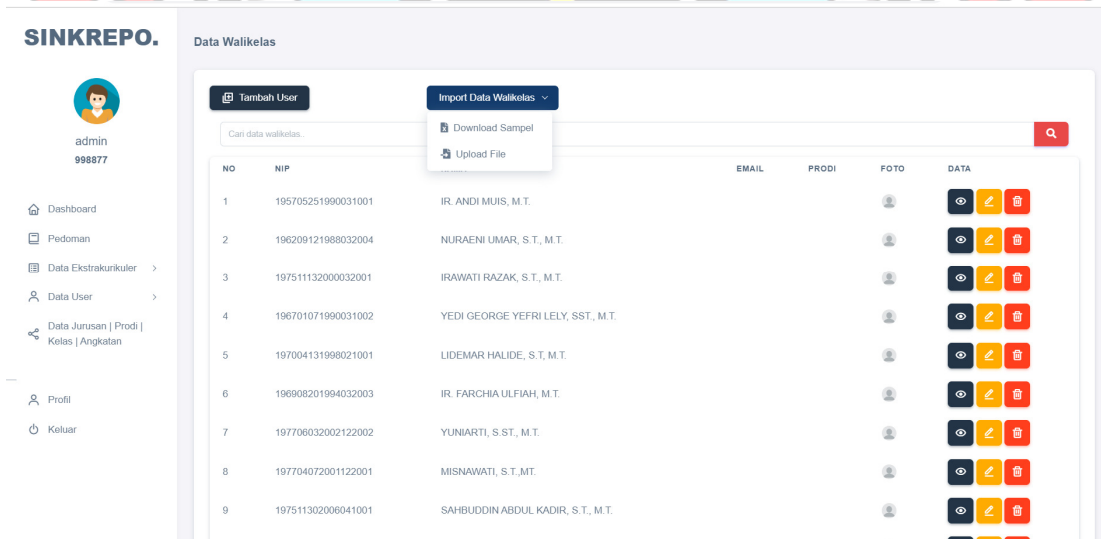 SINKREPO.
admin
998877
Dashboard
Pedoman
Data Ekstrakurikuler
Data User
Data Jurusan | Prodi |
Kelas | Angkatan
Profil
Keluar
Data Walikelas
Tambah User
Import Data Walikelas
Download Sampel
Upload File
Cari data walikelas..
NO NIP EMAIL PRODI FOTO DATA
1 195705251990031001 IR. ANDI MUIS, M.T.
2 196209121988032004 NURAENI UMAR, S.T., M.T.
3 197511132000032001 IRAWATI RAZAK, S.T., M.T.
4 196701071990031002 YEDI GEORGE YEFRI LELY, SST., M.T.
5 197004131998021001 LIDEMAR HALIDE, S.T, M.T.
6 196908201994032003 IR. FARCHIA ULFIAH, M.T.
7 197706032002122002 YUNIARTI, S.ST., M.T.
8 197704072001122001 MISNAWATI, S.T.,MT.
9 197511302006041001 SAHBUDDIN ABDUL KADIR, S.T., M.T.